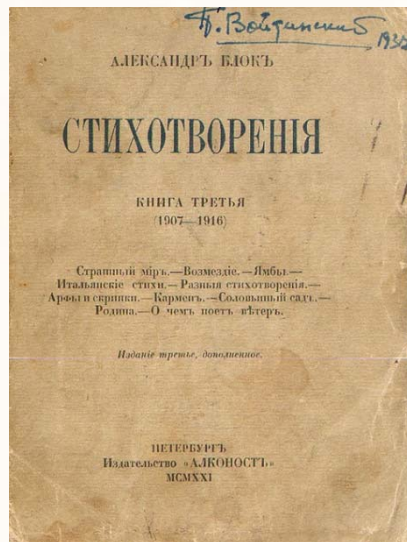 Б. Войтинский
АЛЕКСАНДРЪ БЛОКЪ
СТИХОТВОРЕНІЯ
КНИГА ТРЕТЬЯ
(1907—1916)
Страшный міръ.—Возмездіе.—Ямбы.—
Итальянскіе стихи.—Разныя стихотворенія.—
Арфы и скрипки.—Карменъ.—Соловьиный садъ.—
Родина.—О чемъ поетъ вѣтеръ.
Изданіе третье, дополненное.
ПЕТЕРБУРГЪ
Издательство «АЛКОНОСТЪ»
MCMXXI